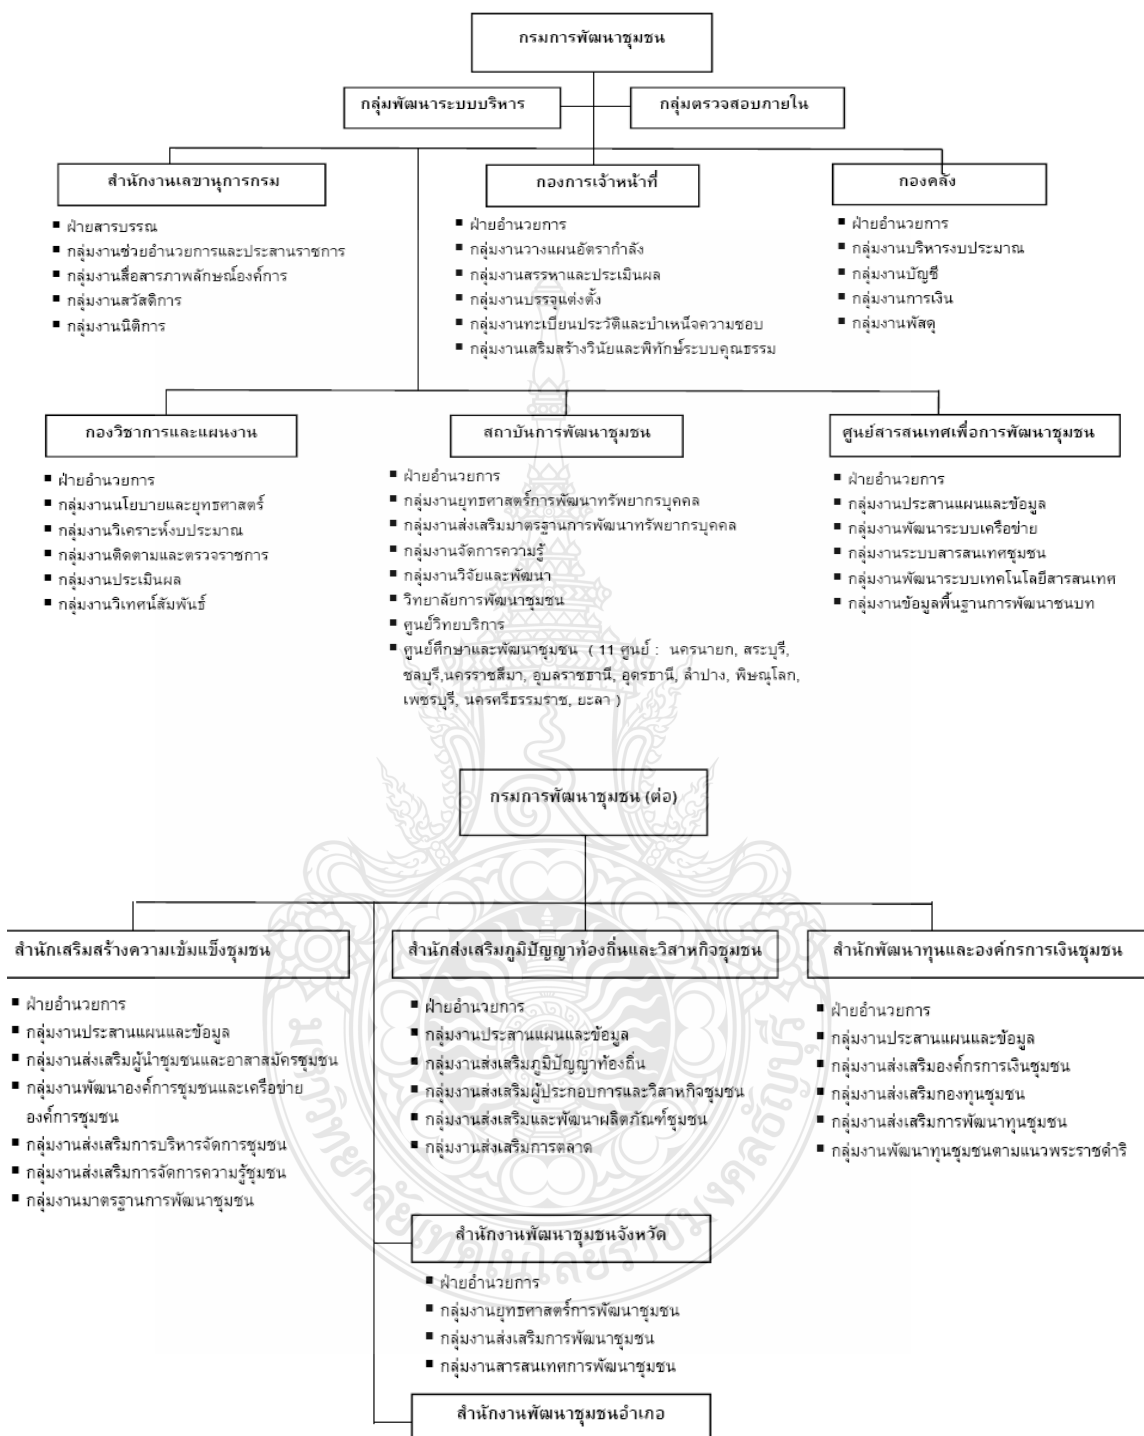 กรมการพัฒนาชุมชน
กลุ่มพัฒนาระบบบริหาร
กลุ่มตรวจสอบภายใน
สำนักงานเลขานุการกรม
▪ ฝ่ายสารบรรณ
▪ กลุ่มงานช่วยอำนวยการและประสานราชการ
▪ กลุ่มงานสื่อสารภาพลักษณ์องค์การ
▪ กลุ่มงานสวัสดิการ
▪ กลุ่มงานนิติการ
กองการเจ้าหน้าที่
▪ ฝ่ายอำนวยการ
▪ กลุ่มงานวางแผนอัตรากำลัง
▪ กลุ่มงานสรรหาและประเมินผล
▪ กลุ่มงานบรรจุแต่งตั้ง
▪ กลุ่มงานทะเบียนประวัติและบำเหน็จความชอบ
▪ กลุ่มงานเสริมสร้างวินัยและพิทักษ์ระบบคุณธรรม
กองคลัง
▪ ฝ่ายอำนวยการ
▪ กลุ่มงานบริหารงบประมาณ
▪ กลุ่มงานบัญชี
▪ กลุ่มงานการเงิน
▪ กลุ่มงานพัสดุ
กองวิชาการและแผนงาน
▪ ฝ่ายอำนวยการ
▪ กลุ่มงานนโยบายและยุทธศาสตร์
▪ กลุ่มงานวิเคราะห์งบประมาณ
▪ กลุ่มงานติดตามและตรวจราชการ
▪ กลุ่มงานประเมินผล
▪ กลุ่มงานวิเทศน์สัมพันธ์
สถาบันการพัฒนาชุมชน
▪ ฝ่ายอำนวยการ
▪ กลุ่มงานยุทธศาสตร์การพัฒนาทรัพยากรบุคคล
▪ กลุ่มงานส่งเสริมมาตรฐานการพัฒนาทรัพยากรบุคคล
▪ กลุ่มงานจัดการความรู้
▪ กลุ่มงานวิจัยและพัฒนา
▪ วิทยาลัยการพัฒนาชุมชน
▪ ศูนย์วิทยบริการ
▪ ศูนย์ศึกษาและพัฒนาชุมชน ( 11 ศูนย์ : นครนายก, สระบุรี,
ชลบุรี,นครราชสีมา, อุบลราชธานี, อุดรธานี, ลำปาง, พิษณุโลก,
เพชรบุรี, นครศรีธรรมราช, ยะลา )
ศูนย์สารสนเทศเพื่อการพัฒนาชุมชน
▪ ฝ่ายอำนวยการ
▪ กลุ่มงานประสานแผนและข้อมูล
▪ กลุ่มงานพัฒนาระบบเครือข่าย
▪ กลุ่มงานระบบสารสนเทศชุมชน
▪ กลุ่มงานพัฒนาระบบเทคโนโลยีสารสนเทศ
▪ กลุ่มงานข้อมูลพื้นฐานการพัฒนาชนบท
กรมการพัฒนาชุมชน (ต่อ)
สำนักเสริมสร้างความเข้มแข็งชุมชน
▪ ฝ่ายอำนวยการ
▪ กลุ่มงานประสานแผนและข้อมูล
▪ กลุ่มงานส่งเสริมผู้นำชุมชนและอาสาสมัครชุมชน
▪ กลุ่มงานพัฒนาองค์การชุมชนและเครือข่าย
องค์การชุมชน
▪ กลุ่มงานส่งเสริมการบริหารจัดการชุมชน
▪ กลุ่มงานส่งเสริมการจัดการความรู้ชุมชน
▪ กลุ่มงานมาตรฐานการพัฒนาชุมชน
สำนักส่งเสริมภูมิปัญญาท้องถิ่นและวิสาหกิจชุมชน
▪ ฝ่ายอำนวยการ
▪ กลุ่มงานประสานแผนและข้อมูล
▪ กลุ่มงานส่งเสริมภูมิปัญญาท้องถิ่น
▪ กลุ่มงานส่งเสริมผู้ประกอบการและวิสาหกิจชุมชน
▪ กลุ่มงานส่งเสริมและพัฒนาผลิตภัณฑ์ชุมชน
▪ กลุ่มงานส่งเสริมการตลาด
สำนักพัฒนาทุนและองค์กรการเงินชุมชน
▪ ฝ่ายอำนวยการ
▪ กลุ่มงานประสานแผนและข้อมูล
▪ กลุ่มงานส่งเสริมองค์กรการเงินชุมชน
▪ กลุ่มงานส่งเสริมกองทุนชุมชน
▪ กลุ่มงานส่งเสริมการพัฒนาทุนชุมชน
▪ กลุ่มงานพัฒนาทุนชุมชนตามแนวพระราชดำริ
สำนักงานพัฒนาชุมชนจังหวัด
▪ ฝ่ายอำนวยการ
▪ กลุ่มงานยุทธศาสตร์การพัฒนาชุมชน
▪ กลุ่มงานส่งเสริมการพัฒนาชุมชน
▪ กลุ่มงานสารสนเทศการพัฒนาชุมชน
สำนักงานพัฒนาชุมชนอำเภอ
มหาวิทยาลัยเทคโนโลยีราชมงคลธัญบุรี